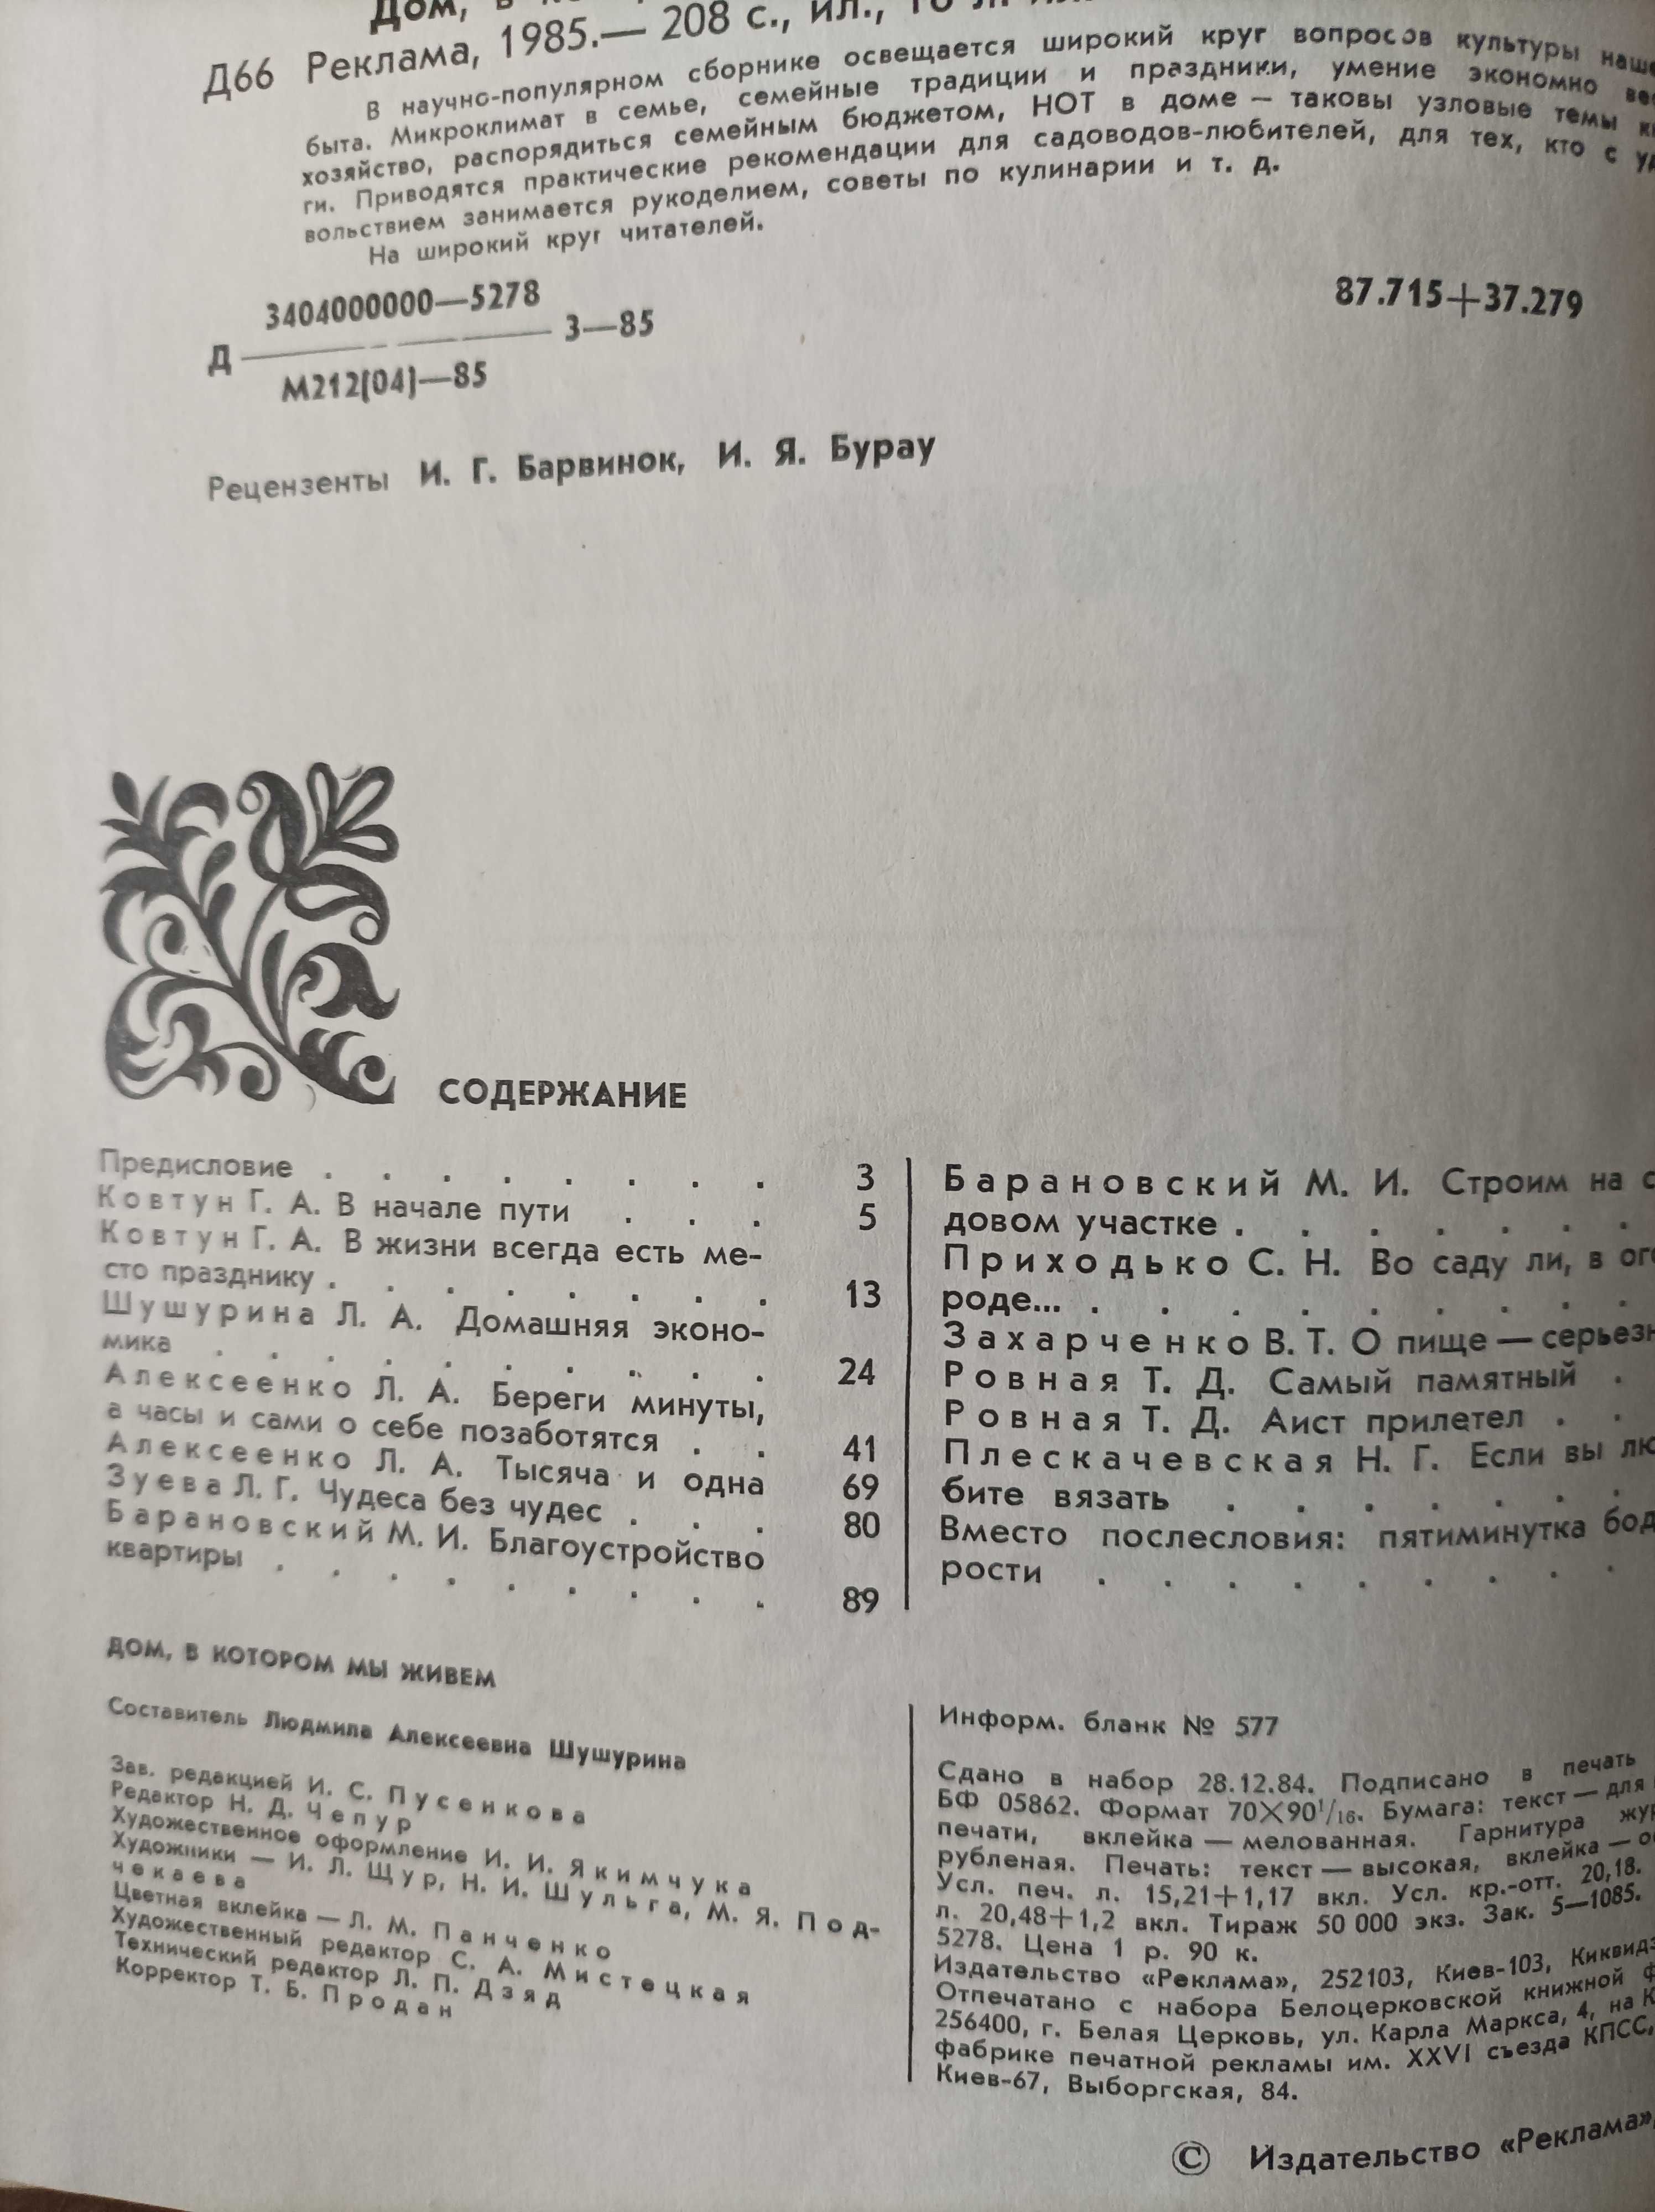 Дом, в
Д66 Реклама, 1985.— 208 с., ил.,
В научно-популярном сборнике освещается широкий круг вопросов культуры наше
быта. Микроклимат в семье, семейные традиции и праздники, умение экономно ве
хозяйство, распорядиться семейным бюджетом, НОТ в доме — таковы узловые темы
ги. Приводятся практические рекомендации для садоводов-любителей, для тех, кто с
вольствием занимается рукоделием, советы по кулинарии и т. д.
На широкий круг читателей.
3404000000—5278
Д 3—85
М212(04)—85
87.715+37.279
Рецензенты И. Г. Барвинок, И. Я. Бурау
СОДЕРЖАНИЕ
Предисловие . . . . . . . . 3
Ковтун Г. А. В начале пути . . . 5
Ковтун Г. А. В жизни всегда есть ме-
сто празднику . . . . . . . . 13
Шушурина Л. А. Домашняя эконо-
мика . . . . . . . . . 24
Алексеенко Л. А. Береги минуты,
а часы и сами о себе позаботятся . . 41
Алексеенко Л. А. Тысяча и одна 69
Зуева Л. Г. Чудеса без чудес . . . 80
Барановский М. И. Благоустройство
квартиры . . . . . . . . 89
Барановский М. И. Строим на с
довом участке . . . . . . .
Приходько С. Н. Во саду ли, в ого
роде... . . . . . . . . .
Захарченко В. Т. О пище — серьезн
Ровная Т. Д. Самый памятный .
Ровная Т. Д. Аист прилетел . .
Плескачевская Н. Г. Если вы лю
бите вязать . . . . . . .
Вместо послесловия: пятиминутка бод
рости . . . . . . . . .
ДОМ, В КОТОРОМ МЫ ЖИВЕМ
Составитель Людмила Алексеевна Шушурина
Зав. редакцией И. С. Пусенкова
Редактор Н. Д. Чепур
Художественное оформление И. И. Якимчука
Художники — И. Л. Щур, Н. И. Шульга, М. Я. Под-
чекаева
Цветная вклейка — Л. М. Панченко
Художественный редактор С. А. Мистецкая
Технический редактор Л. П. Дзяд
Корректор Т. Б. Продан
Информ. бланк № 577
Сдано в набор 28.12.84. Подписано в печать
БФ 05862. Формат 70×90¹/₁₆. Бумага: текст — для
печати, вклейка — мелованная. Гарнитура жур
рубленая. Печать: текст — высокая, вклейка — о
Усл. печ. л. 15,21+1,17 вкл. Усл. кр.-отт. 20,18.
л. 20,48+1,2 вкл. Тираж 50 000 экз. Зак. 5—1085.
5278. Цена 1 р. 90 к.
Издательство «Реклама», 252103, Киев-103, Киквидз
Отпечатано с набора Белоцерковской книжной ф
256400, г. Белая Церковь, ул. Карла Маркса, 4, на К
фабрике печатной рекламы им. XXVI съезда КПСС,
Киев-67, Выборгская, 84.
© Издательство «Реклама»,